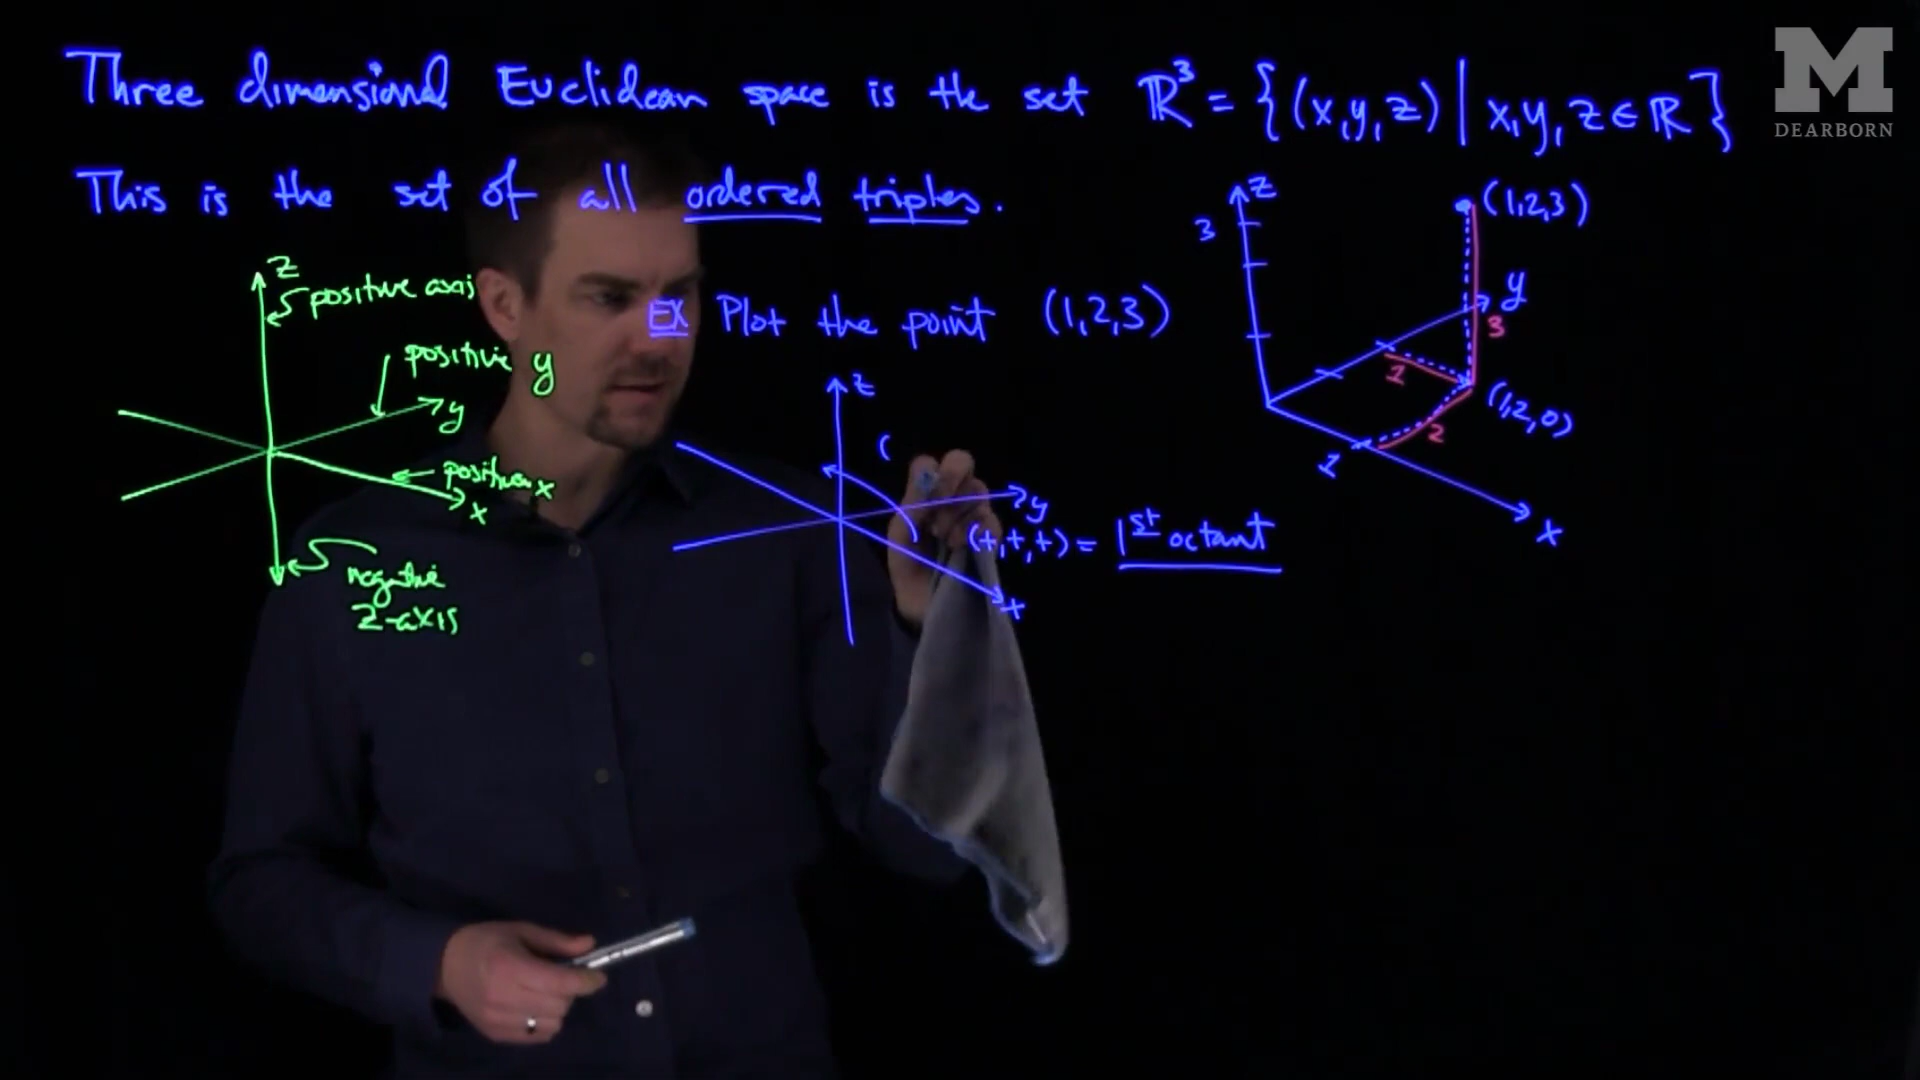 Three dimensional Euclidean space is the set ℝ³ = {(x,y,z) | x,y,z ∈ ℝ}
This is the set of all ordered triples.
M
DEARBORN
z
positive axis
positive y
y
positive x
x
negative
z-axis
EX Plot the point (1,2,3)
z
(
y
(+,+,+) = 1st octant
x
z
3
(1,2,3)
y
3
1
(1,2,0)
2
1
x